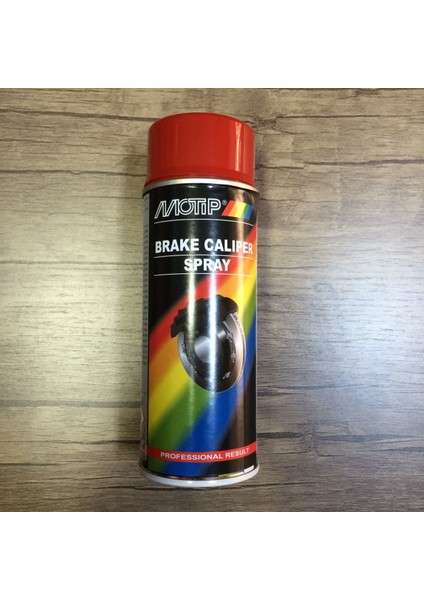 MOTIP®
BRAKE CALIPER
SPRAY
PROFESSIONAL RESULT